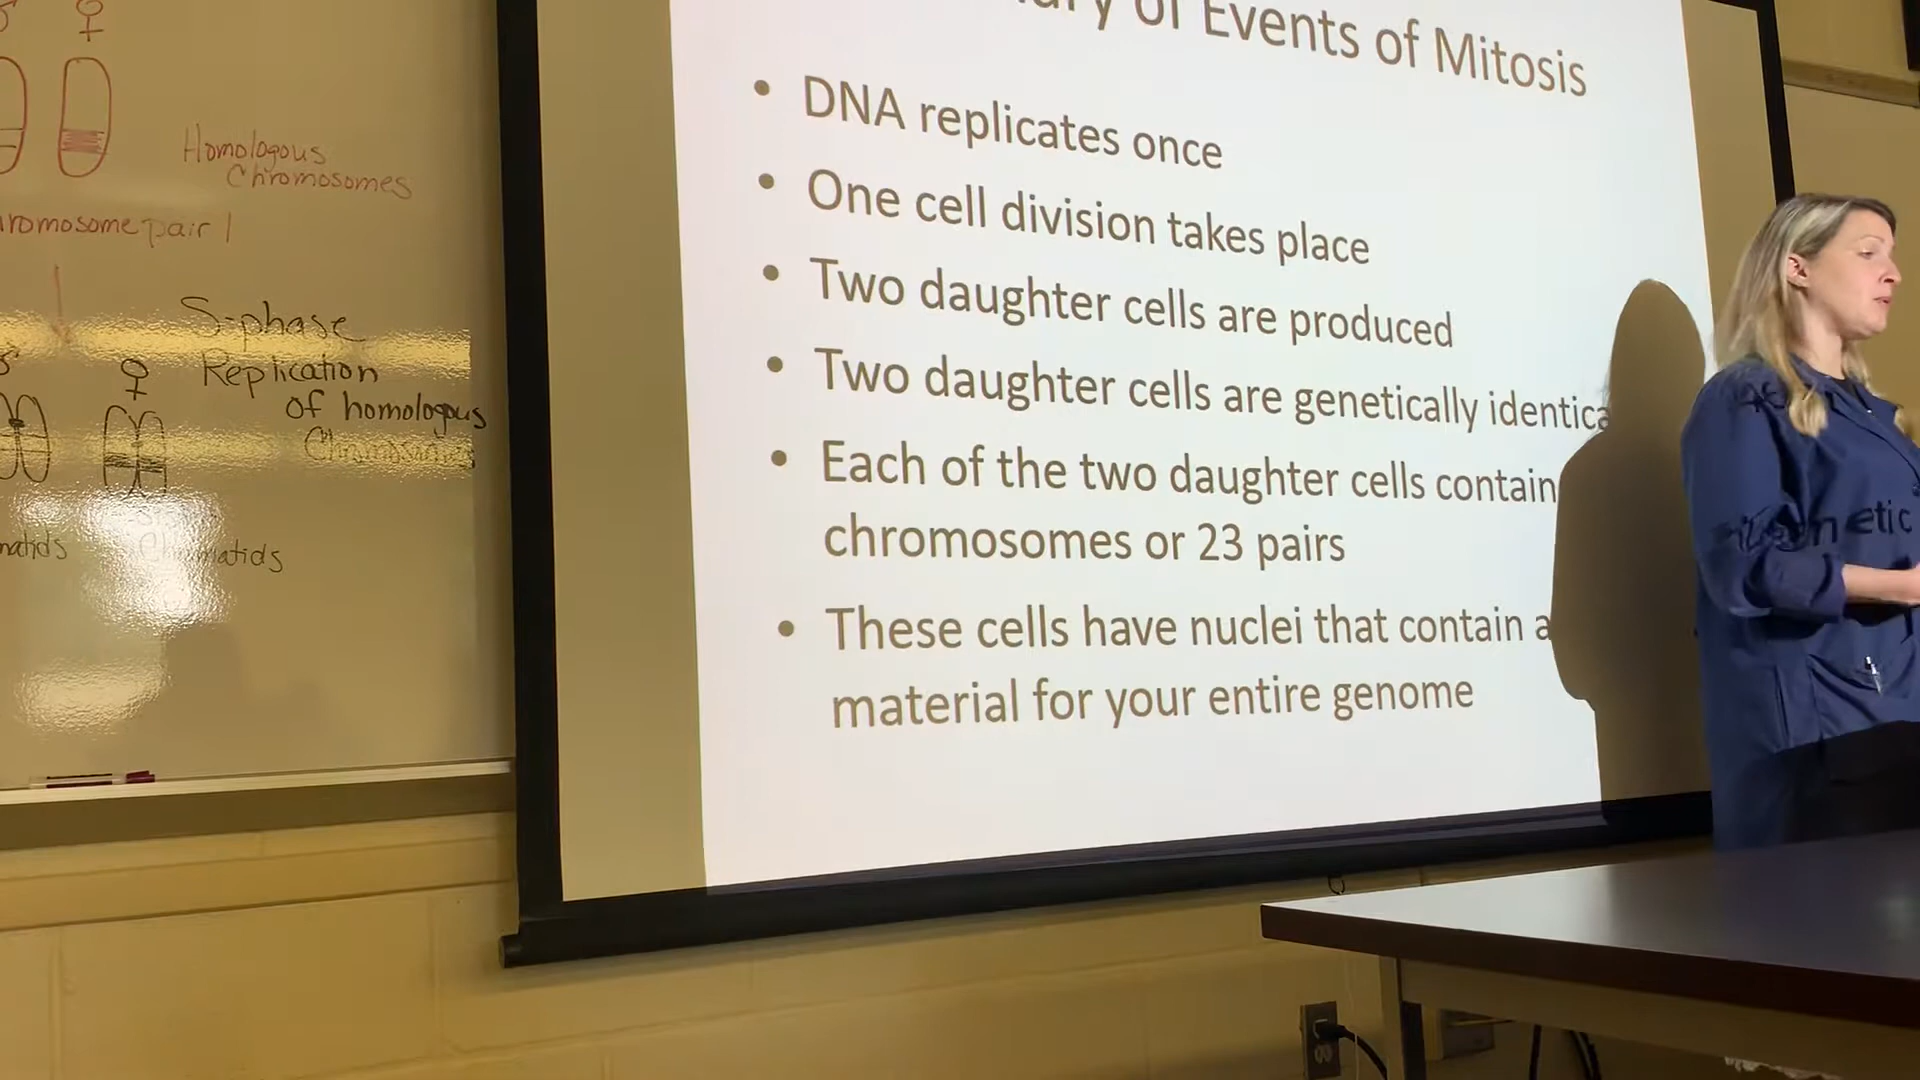 Homologous
Chromosomes
romosome pair 1
S-phase
Replication
of homologous
Chromosomes
matids
Chromatids
of Events of Mitosis
• DNA replicates once
• One cell division takes place
• Two daughter cells are produced
• Two daughter cells are genetically identica
• Each of the two daughter cells contain
chromosomes or 23 pairs
• These cells have nuclei that contain a
material for your entire genome
netic